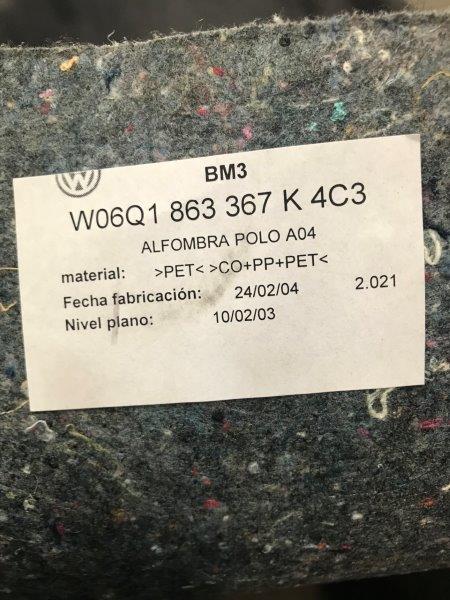 BM3
W06Q1 863 367 K 4C3
ALFOMBRA POLO A04
material: >PET< >CO+PP+PET<
Fecha fabricación: 24/02/04 2.021
Nivel plano: 10/02/03